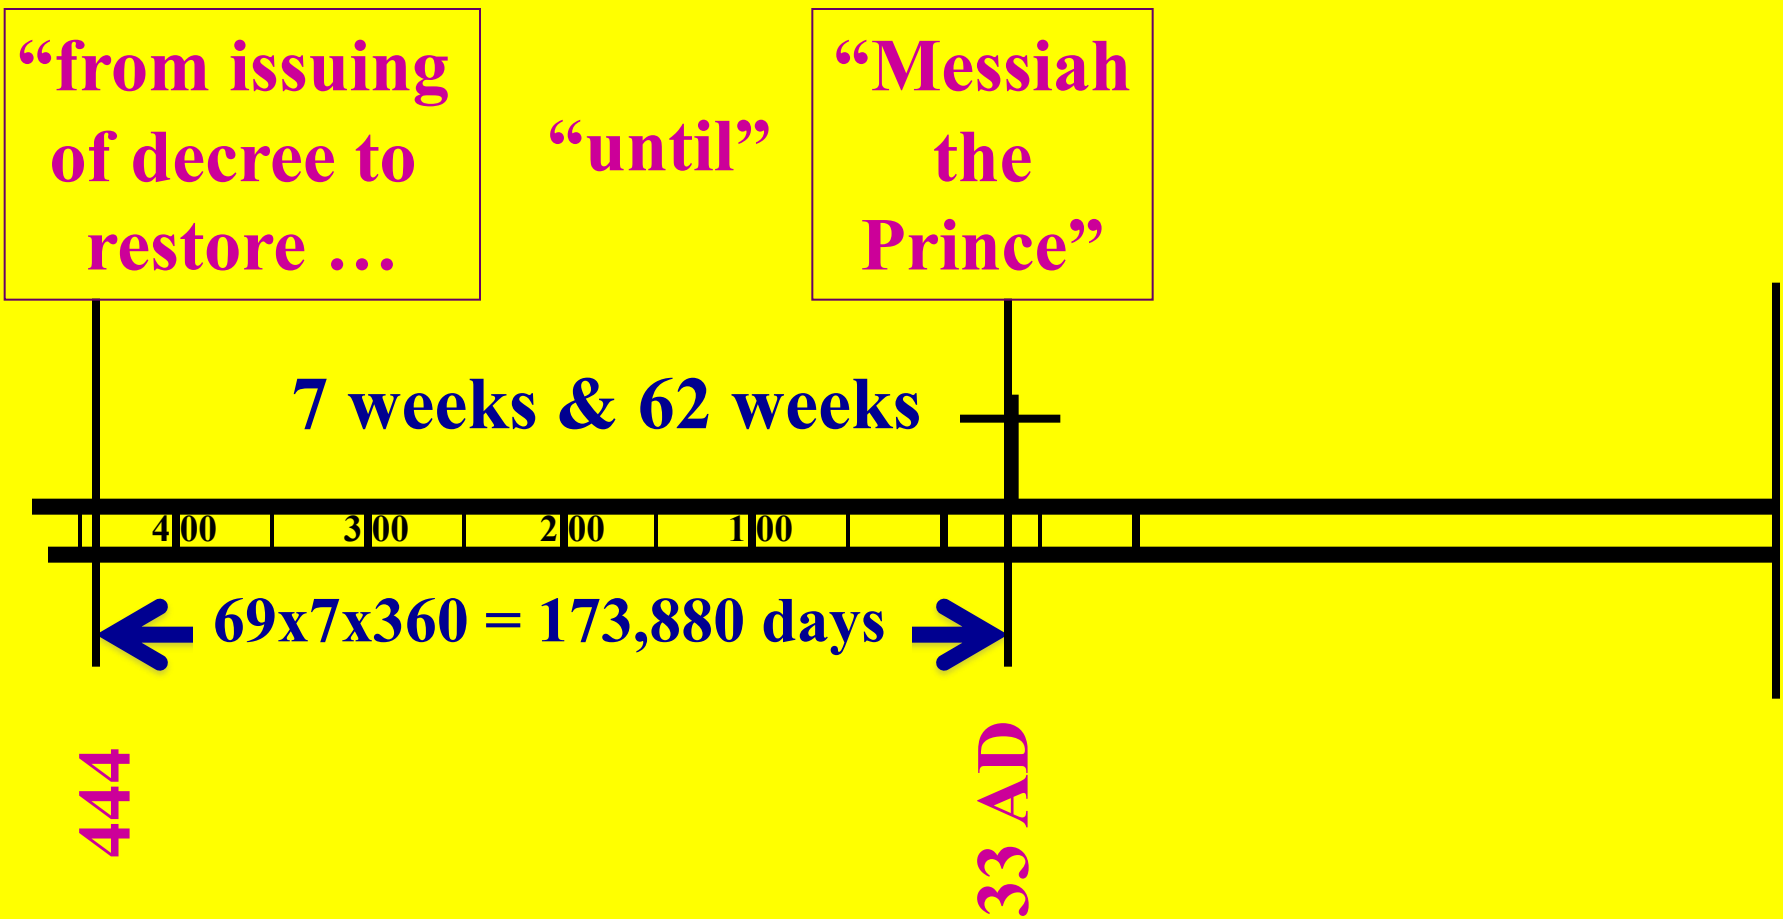 “from issuing
of decree to
restore …
“until”
“Messiah
the
Prince”
7 weeks & 62 weeks
400 300 200 100
69x7x360 = 173,880 days
444
33 AD